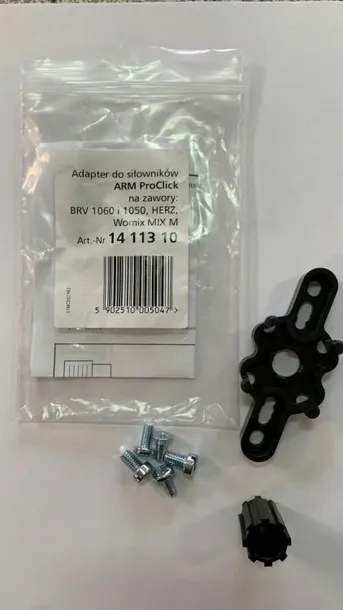 Adapter do siłowników
ARM ProClick
na zawory:
BRV 1060 i 1050, HERZ,
Womix MIX M
Art.-Nr 14 113 10
5 902510 005047 >